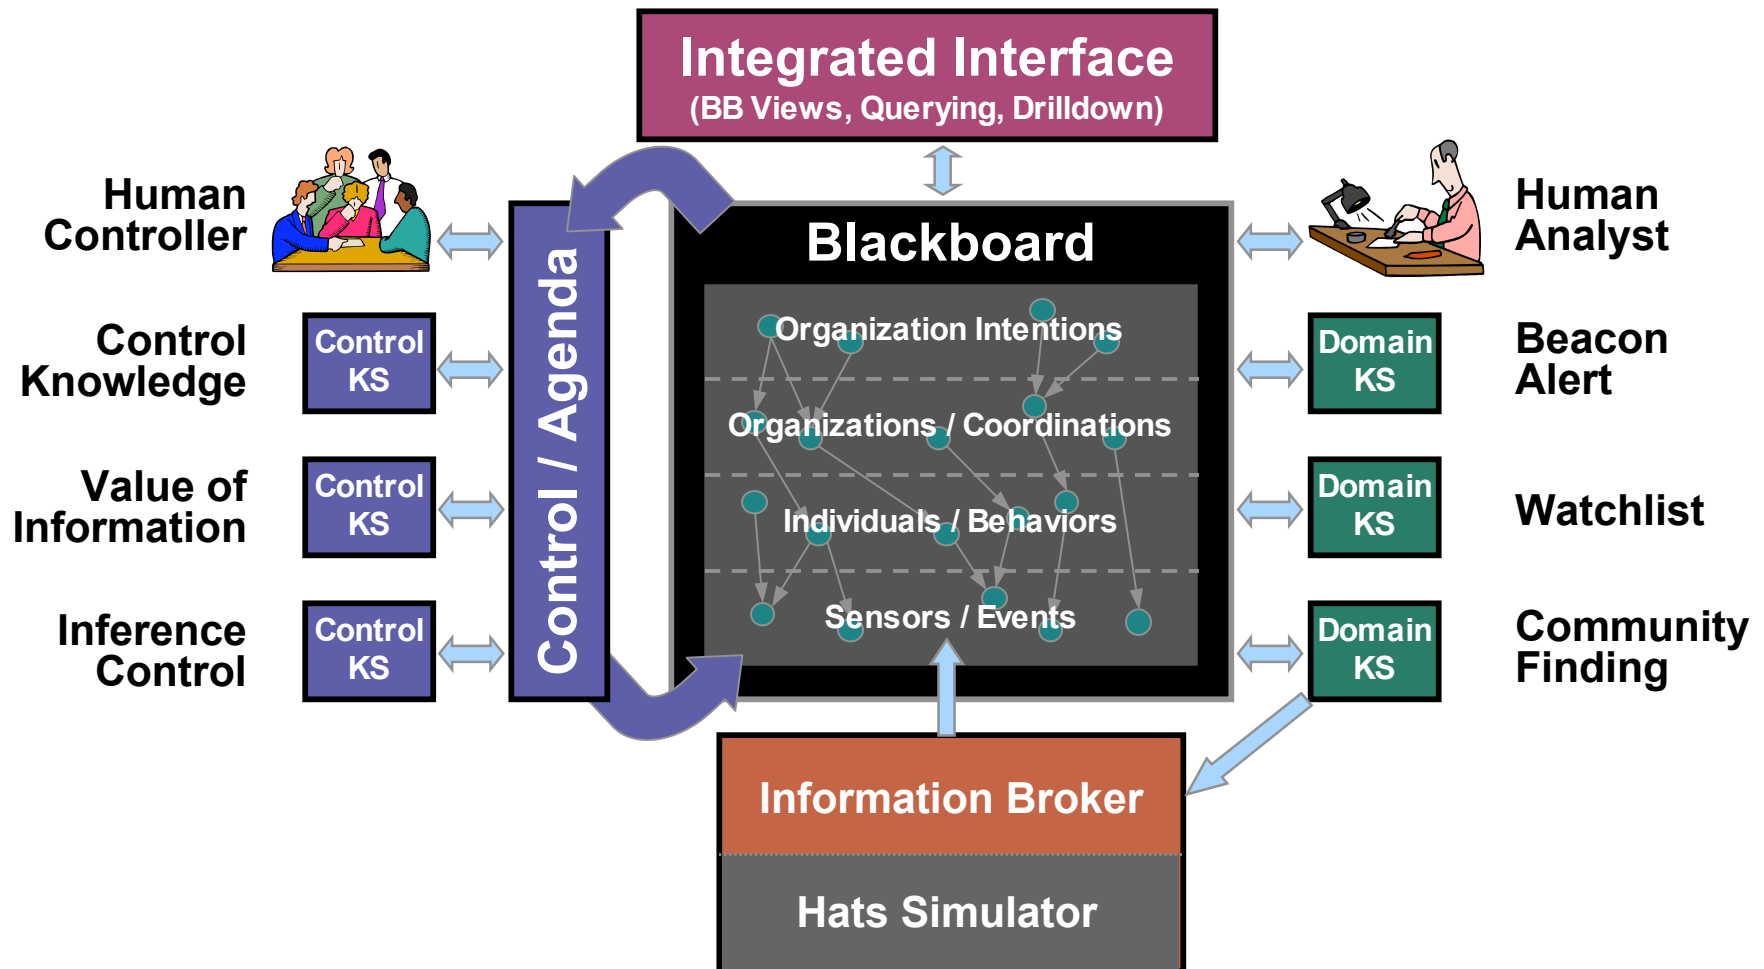 Integrated Interface
(BB Views, Querying, Drilldown)
Human
Controller
Control
Knowledge
Value of
Information
Inference
Control
Control
KS
Control
KS
Control
KS
Control / Agenda
Blackboard
Organization Intentions
Organizations / Coordinations
Individuals / Behaviors
Sensors / Events
Domain
KS
Domain
KS
Domain
KS
Human
Analyst
Beacon
Alert
Watchlist
Community
Finding
Information Broker
Hats Simulator